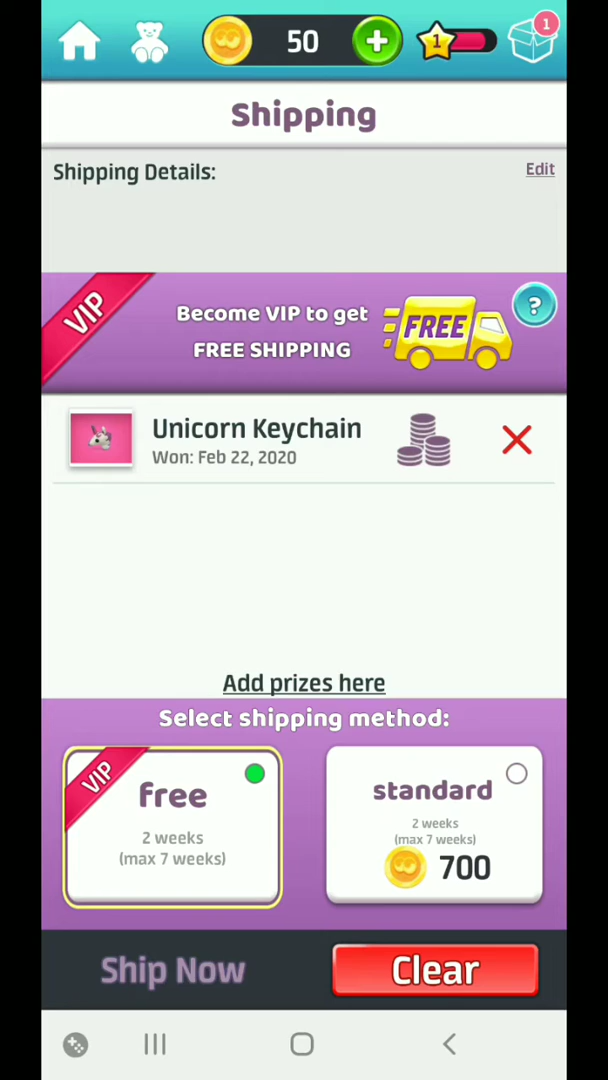 50
1
1
Shipping
Shipping Details:
Edit
VIP
Become VIP to get
FREE SHIPPING
FREE
?
Unicorn Keychain
Won: Feb 22, 2020
Add prizes here
Select shipping method:
VIP
free
2 weeks
(max 7 weeks)
standard
2 weeks
(max 7 weeks)
700
Ship Now
Clear